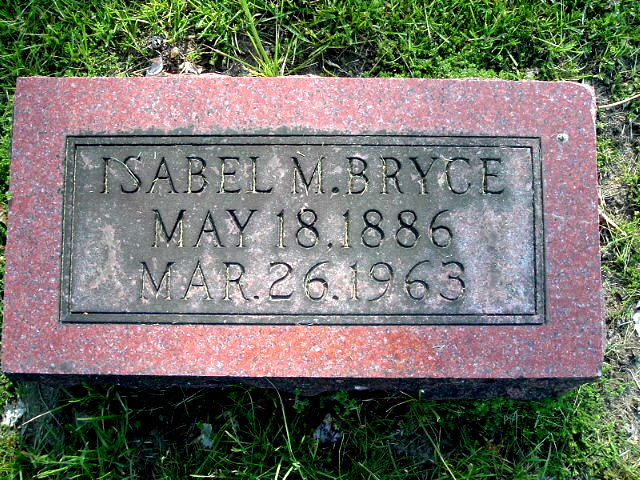 ISABEL M. BRYCE
MAY 18. 1886
MAR. 26. 1963